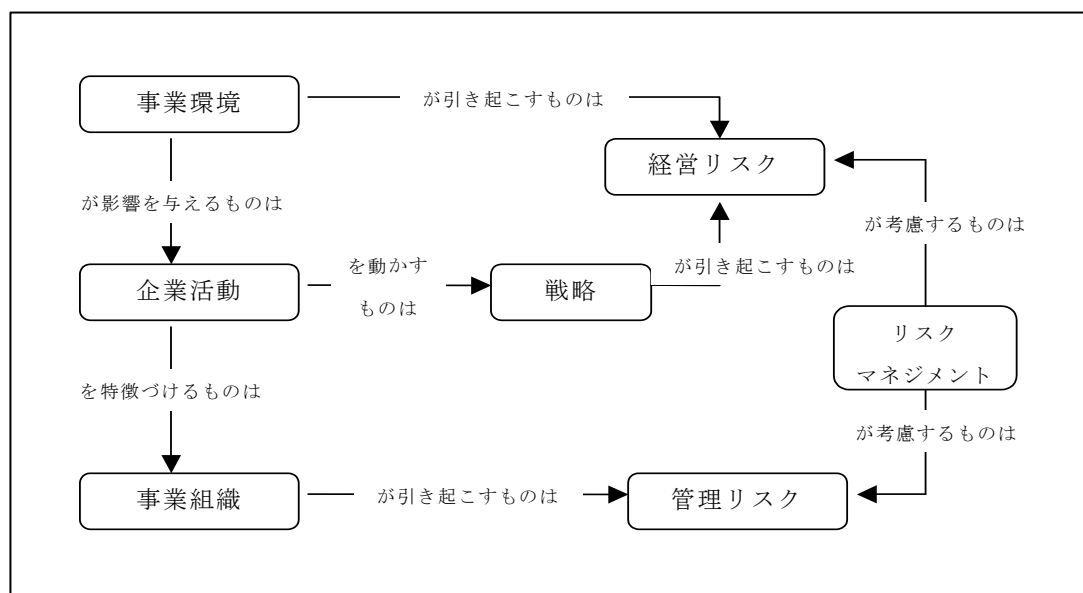 事業環境
が引き起こすものは
経営リスク
が影響を与えるものは
が考慮するものは
企業活動
を動かす
ものは
戦略
が引き起こすものは
リスク
マネジメント
を特徴づけるものは
が考慮するものは
事業組織
が引き起こすものは
管理リスク